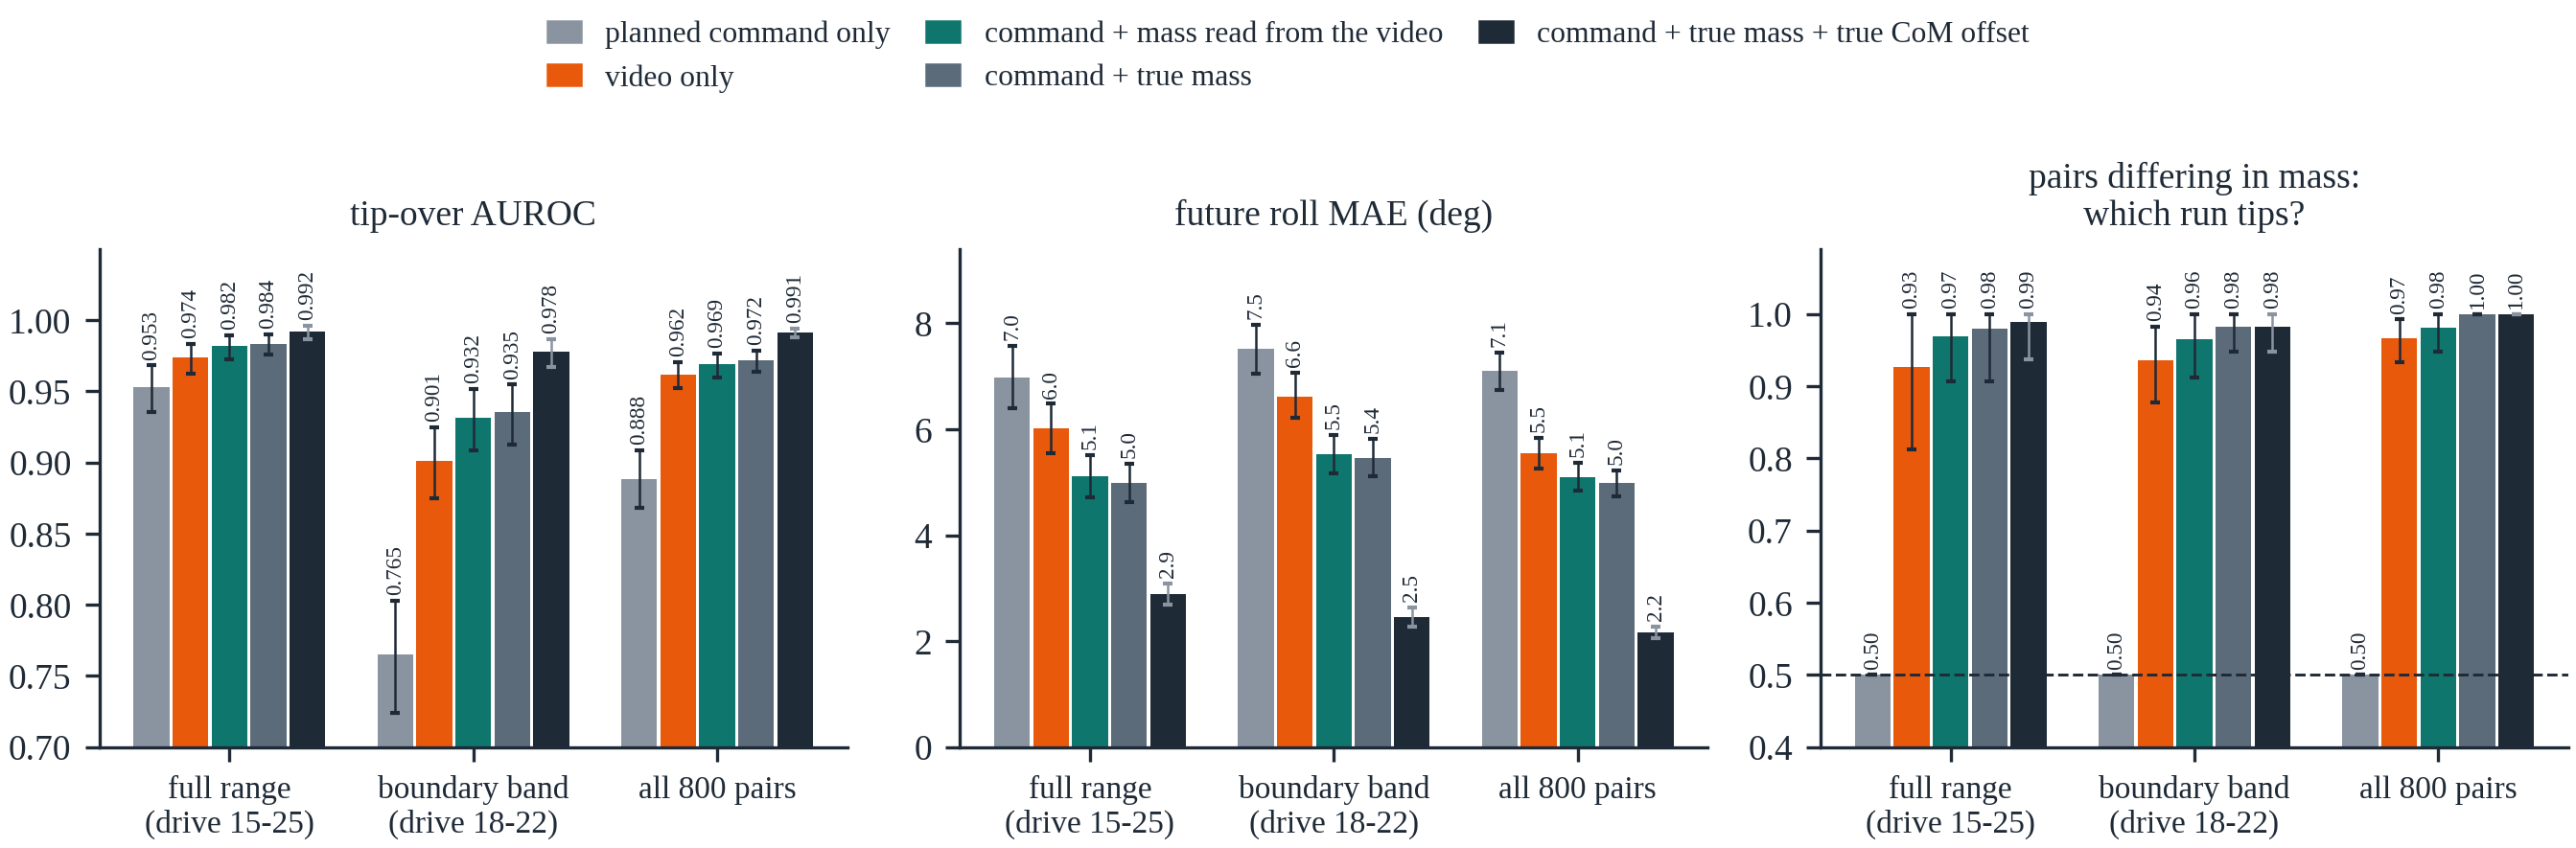 planned command only
video only
command + mass read from the video
command + true mass
command + true mass + true CoM offset
tip-over AUROC
1.00
0.95
0.90
0.85
0.80
0.75
0.70
0.953
0.974
0.982
0.984
0.992
0.765
0.901
0.932
0.935
0.978
0.888
0.962
0.969
0.972
0.991
full range
(drive 15-25)
boundary band
(drive 18-22)
all 800 pairs
future roll MAE (deg)
8
6
4
2
0
7.0
6.0
5.1
5.0
2.9
7.5
6.6
5.5
5.4
2.5
7.1
5.5
5.1
5.0
2.2
full range
(drive 15-25)
boundary band
(drive 18-22)
all 800 pairs
pairs differing in mass:
which run tips?
1.0
0.9
0.8
0.7
0.6
0.5
0.4
0.50
0.93
0.97
0.98
0.99
0.50
0.94
0.96
0.98
0.98
0.50
0.97
0.98
1.00
1.00
full range
(drive 15-25)
boundary band
(drive 18-22)
all 800 pairs